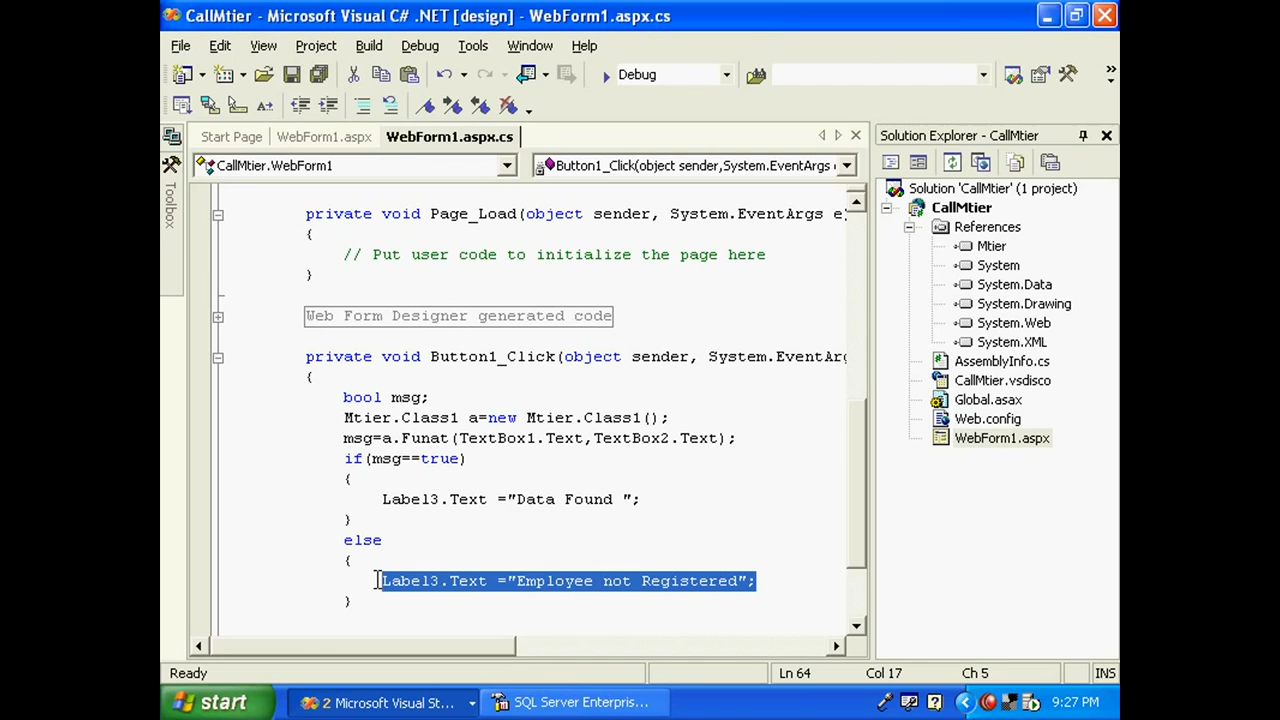 CallMtier - Microsoft Visual C# .NET [design] - WebForm1.aspx.cs
File Edit View Project Build Debug Tools Window Help
Debug
Start Page WebForm1.aspx WebForm1.aspx.cs
Solution Explorer - CallMtier
CallMtier.WebForm1 Button1_Click(object sender,System.EventArgs e
Toolbox
Solution 'CallMtier' (1 project)
CallMtier
References
Mtier
System
System.Data
System.Drawing
System.Web
System.XML
AssemblyInfo.cs
CallMtier.vsdisco
Global.asax
Web.config
WebForm1.aspx
private void Page_Load(object sender, System.EventArgs e)
{
// Put user code to initialize the page here
}
Web Form Designer generated code
private void Button1_Click(object sender, System.EventArg
{
bool msg;
Mtier.Class1 a=new Mtier.Class1();
msg=a.Funat(TextBox1.Text,TextBox2.Text);
if(msg==true)
{
Label3.Text ="Data Found ";
}
else
{
Label3.Text ="Employee not Registered";
}
Ready Ln 64 Col 17 Ch 5 INS
start 2 Microsoft Visual St... SQL Server Enterpris... 9:27 PM